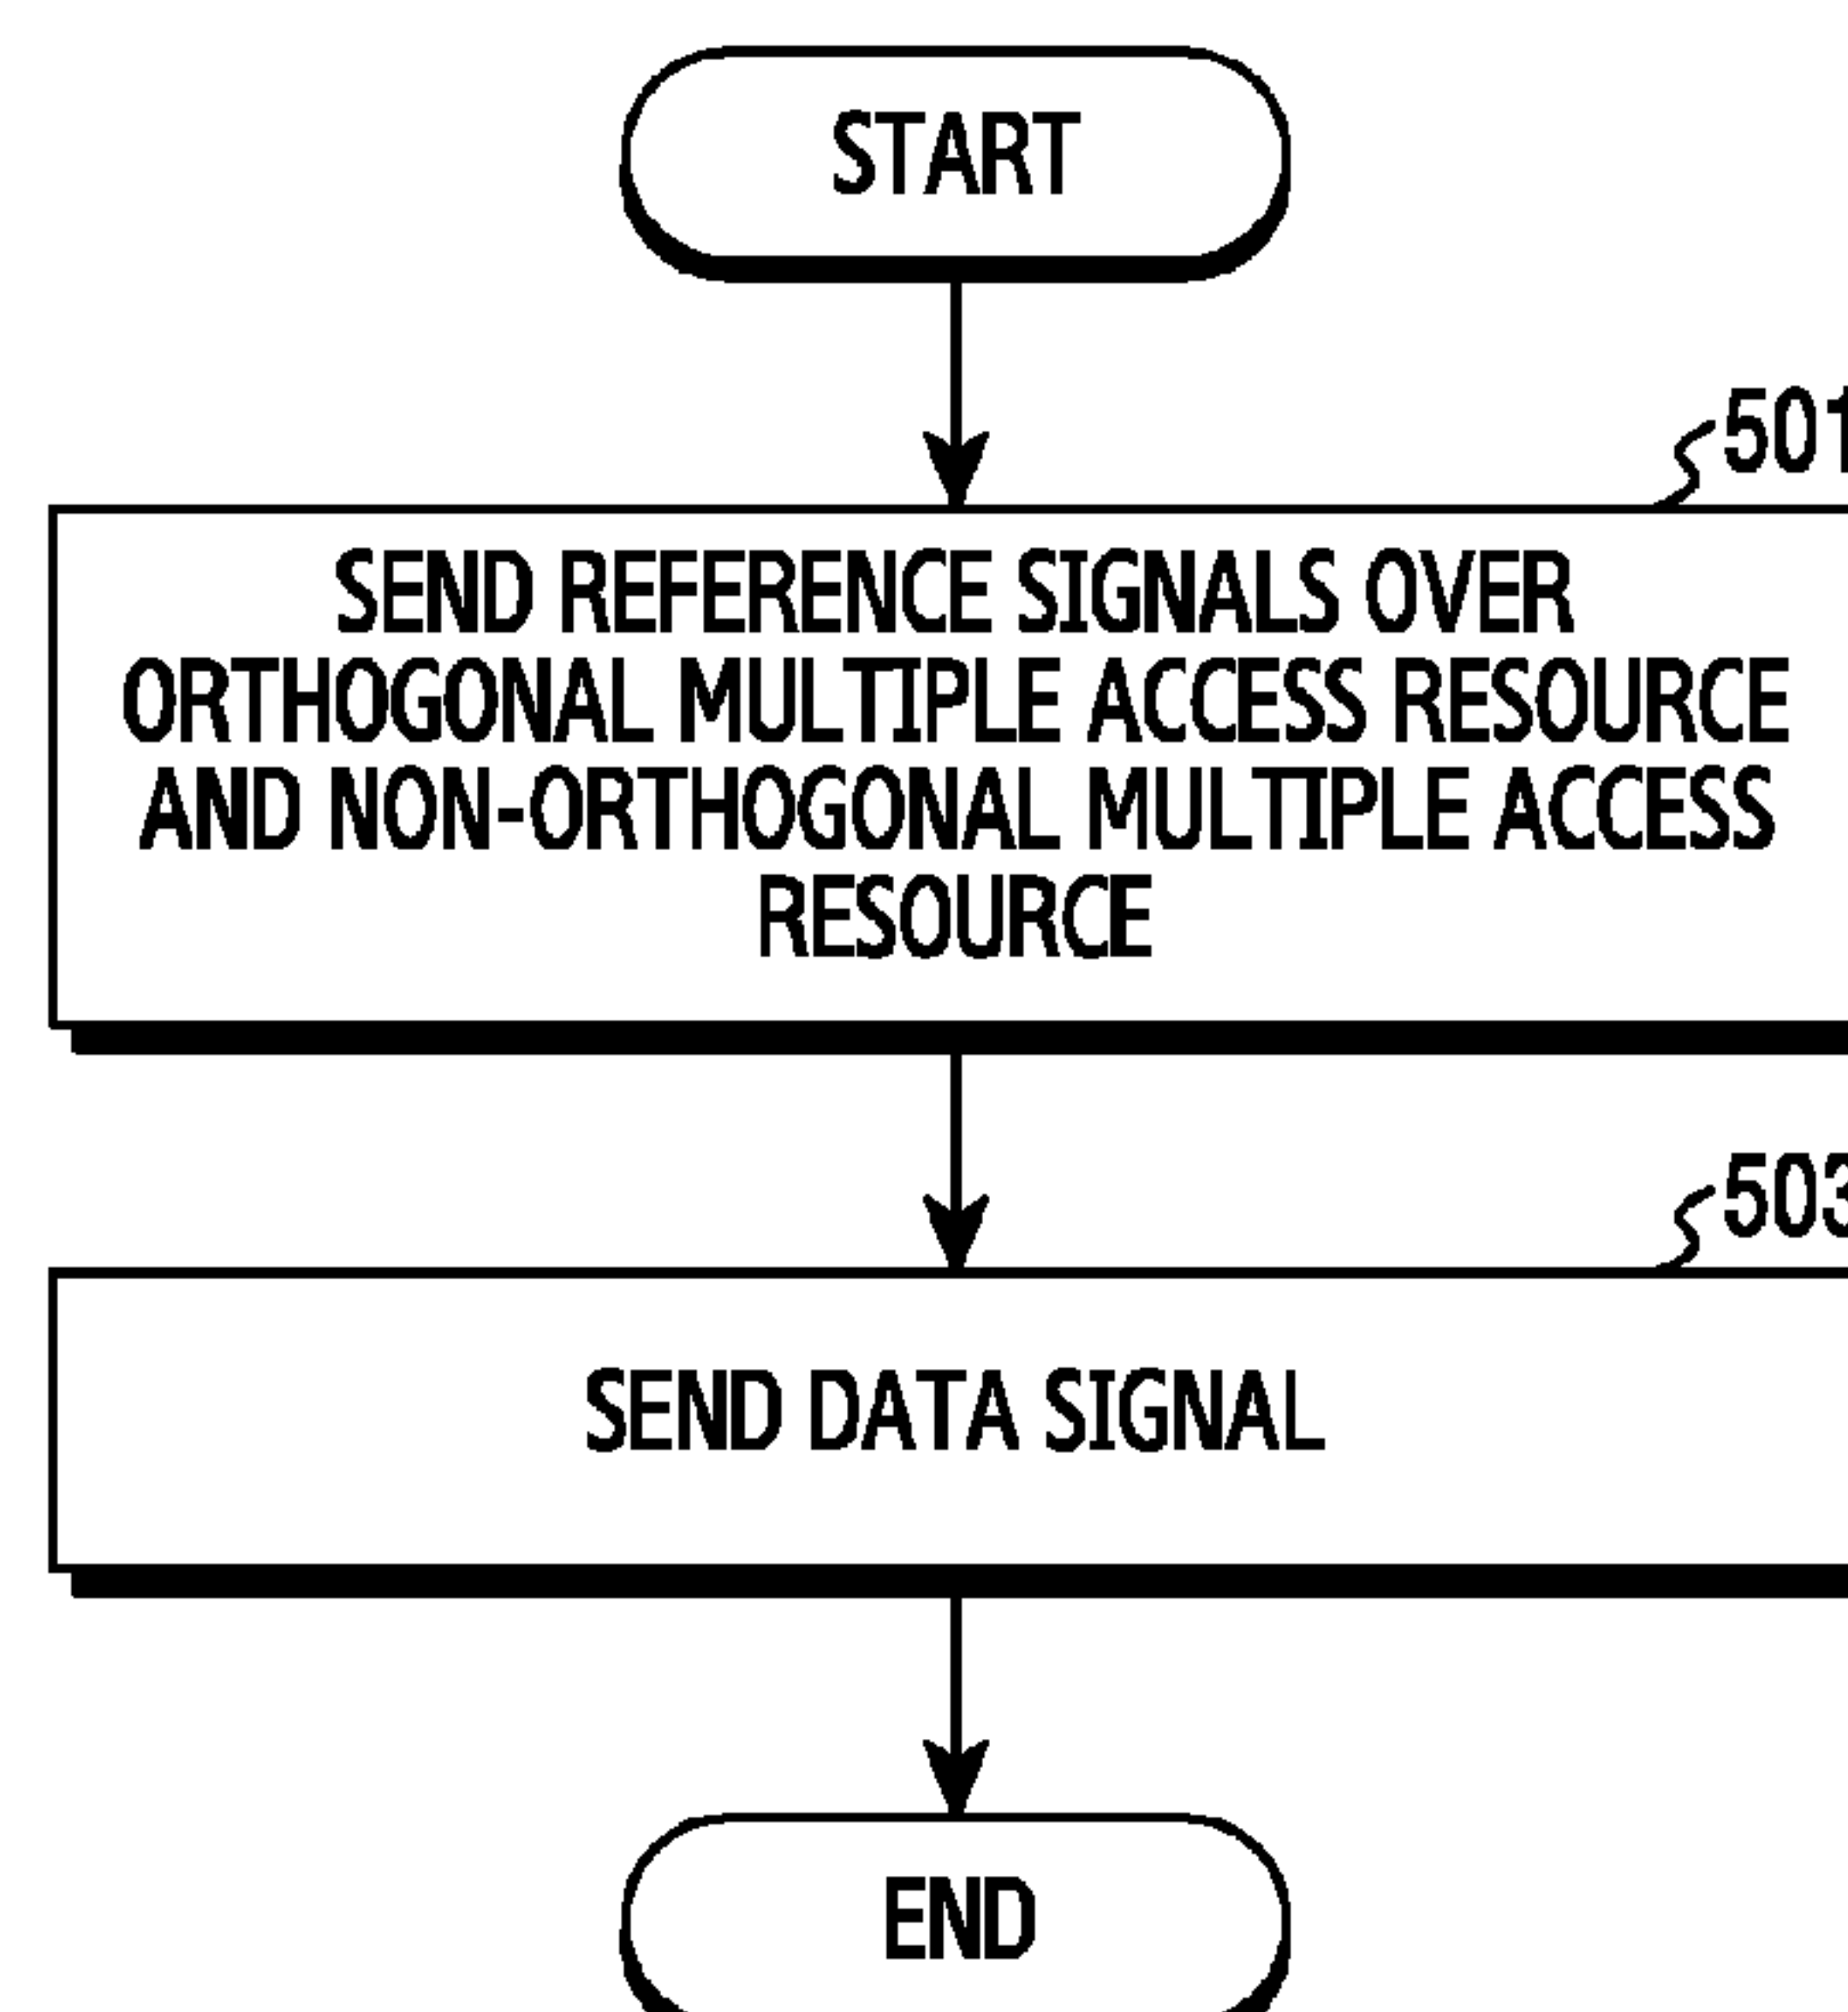 START
501
SEND REFERENCE SIGNALS OVER
ORTHOGONAL MULTIPLE ACCESS RESOURCE
AND NON-ORTHOGONAL MULTIPLE ACCESS
RESOURCE
503
SEND DATA SIGNAL
END